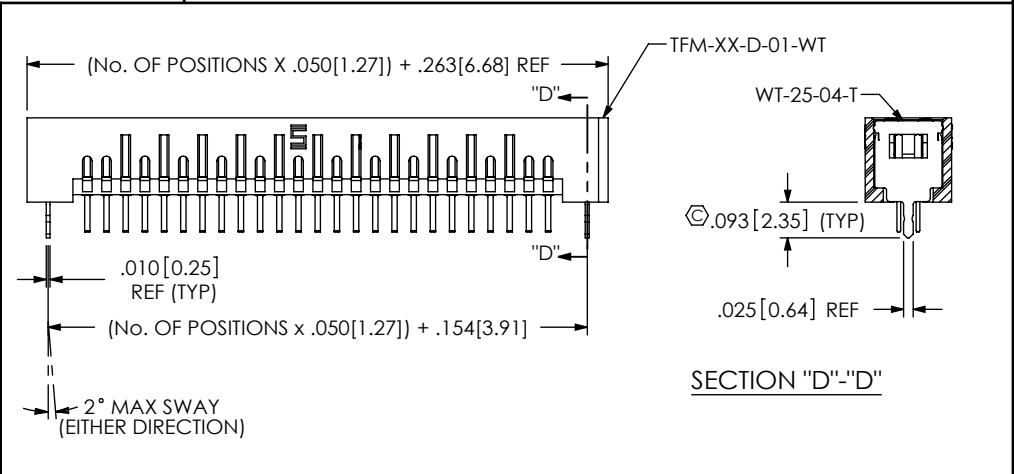 (No. OF POSITIONS X .050[1.27]) + .263[6.68] REF
TFM-XX-D-01-WT
"D"
WT-25-04-T
Ⓒ.093[2.35] (TYP)
"D"
.010[0.25]
REF (TYP)
.025[0.64] REF
(No. OF POSITIONS x .050[1.27]) + .154[3.91]
SECTION "D"-"D"
2° MAX SWAY
(EITHER DIRECTION)